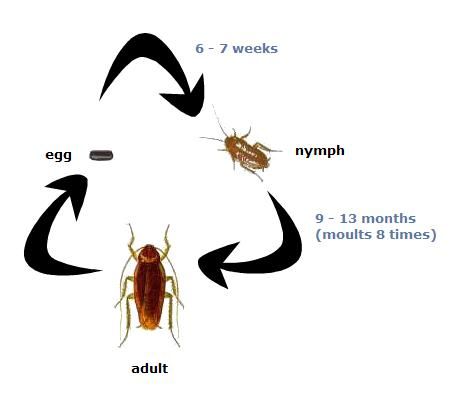 6 - 7 weeks
egg
nymph
9 - 13 months
(moults 8 times)
adult